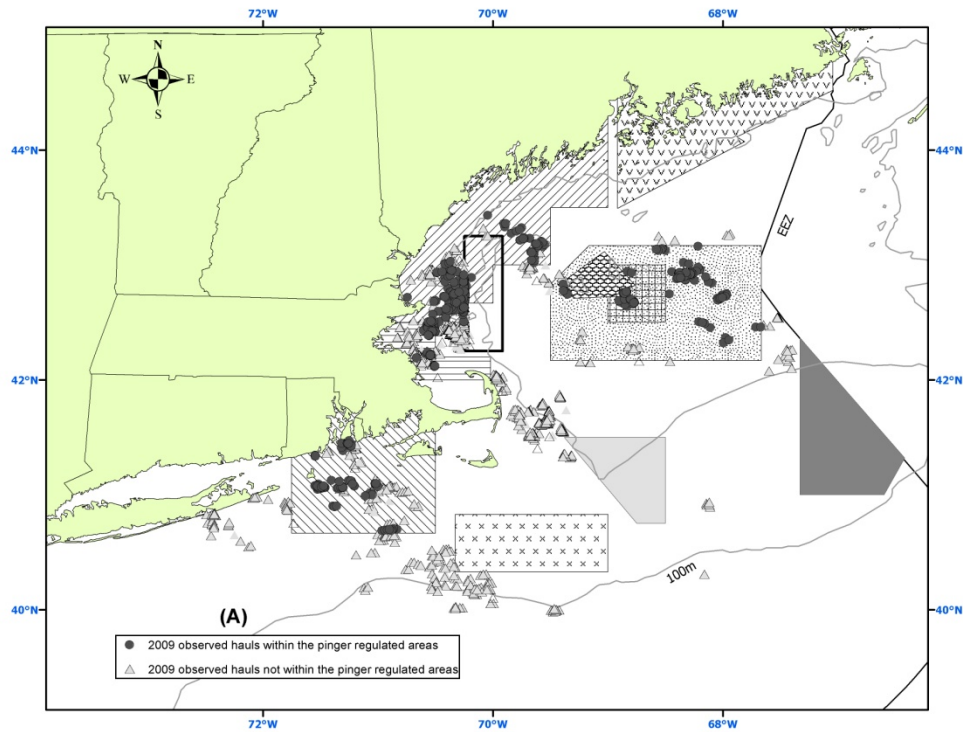 72°W 70°W 68°W
N
W E
S
44°N 44°N
EEZ
42°N 42°N
100m
40°N 40°N
(A)
2009 observed hauls within the pinger regulated areas
2009 observed hauls not within the pinger regulated areas
72°W 70°W 68°W